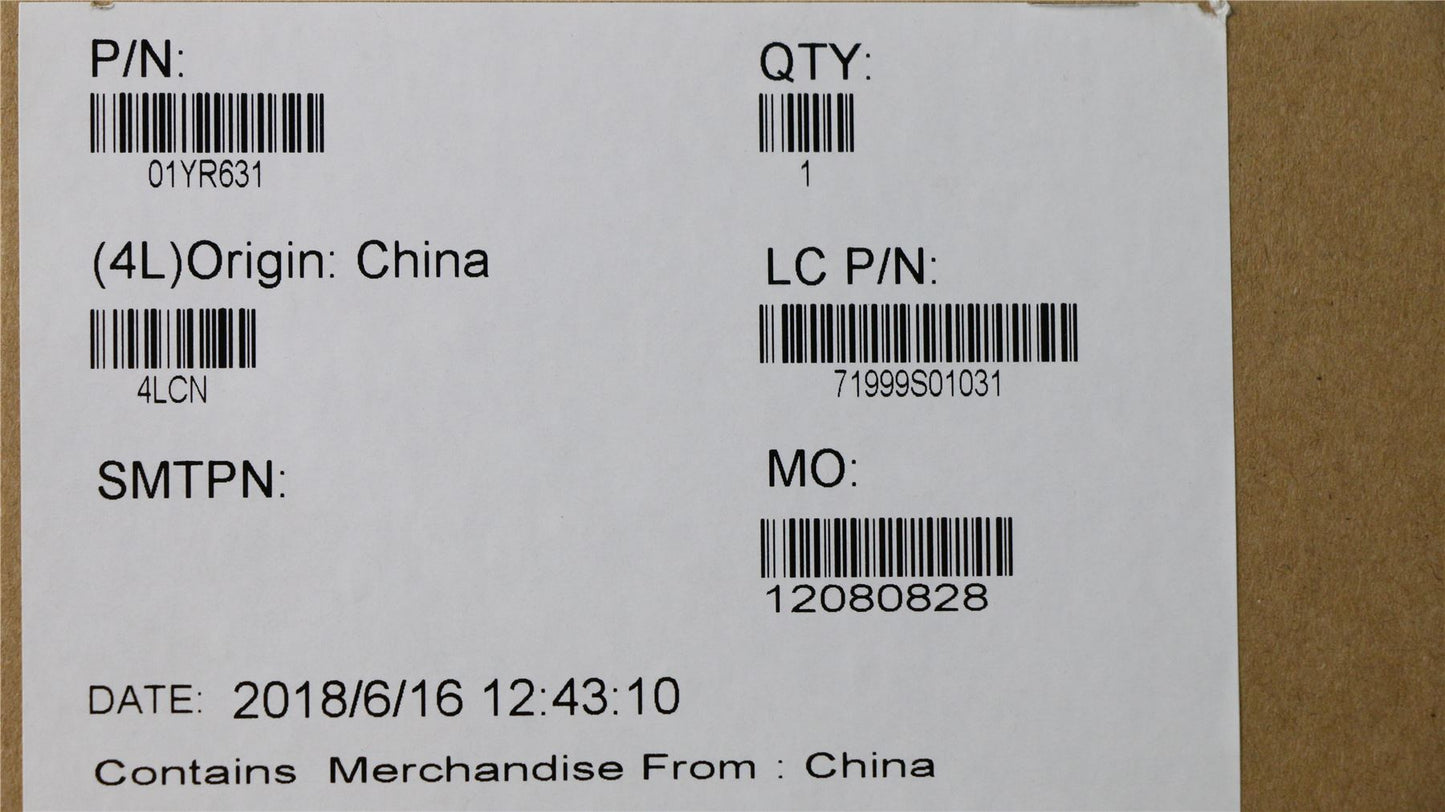 P/N:
01YR631
QTY:
1
(4L)Origin: China
4LCN
LC P/N:
71999S01031
SMTPN:
MO:
12080828
DATE: 2018/6/16 12:43:10
Contains Merchandise From : China